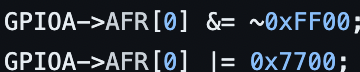 GPIOA->AFR[0] &= ~0xFF00;
GPIOA->AFR[0] |= 0x7700;